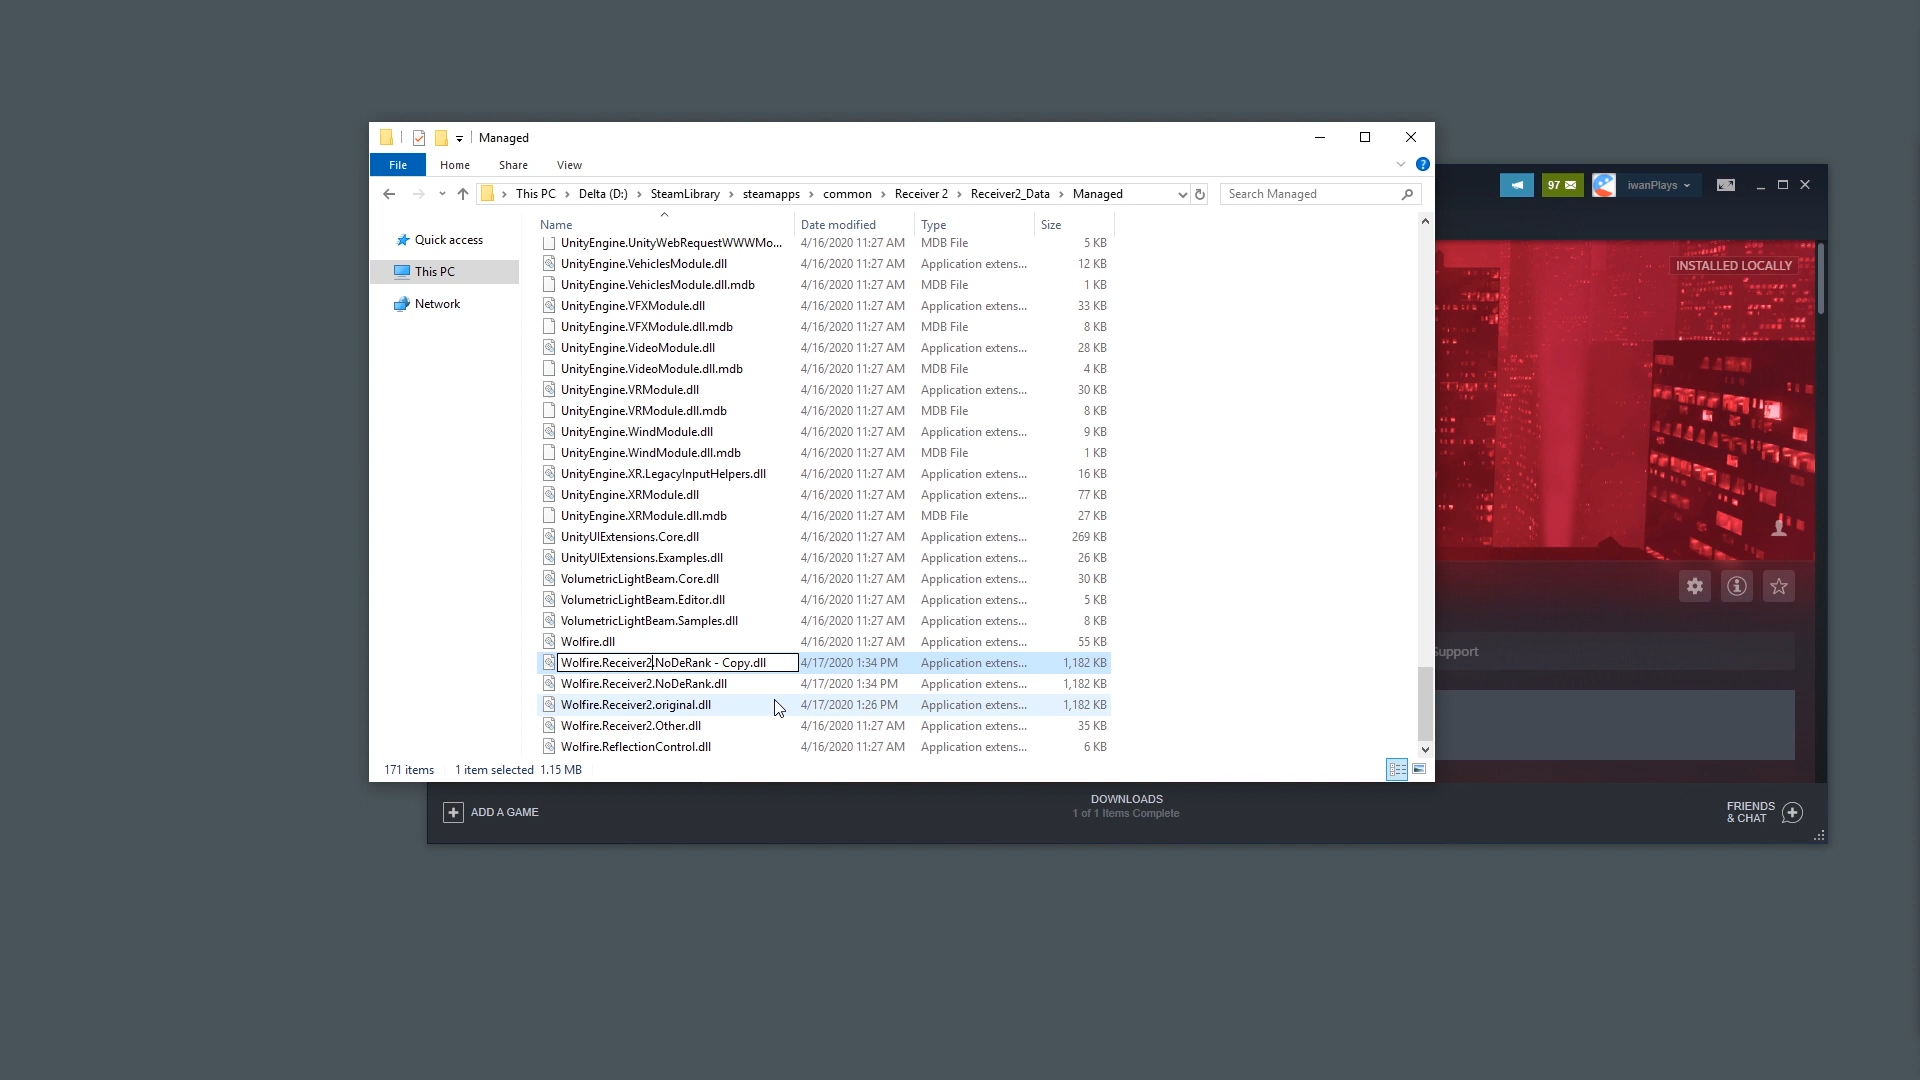 Managed
File Home Share View
This PC Delta (D:) SteamLibrary steamapps common Receiver 2 Receiver2_Data Managed
Search Managed
97
iwanPlays
Name Date modified Type Size
Quick access
This PC
Network
UnityEngine.UnityWebRequestWWWMo... 4/16/2020 11:27 AM MDB File 5 KB
UnityEngine.VehiclesModule.dll 4/16/2020 11:27 AM Application extens... 12 KB
UnityEngine.VehiclesModule.dll.mdb 4/16/2020 11:27 AM MDB File 1 KB
UnityEngine.VFXModule.dll 4/16/2020 11:27 AM Application extens... 33 KB
UnityEngine.VFXModule.dll.mdb 4/16/2020 11:27 AM MDB File 8 KB
UnityEngine.VideoModule.dll 4/16/2020 11:27 AM Application extens... 28 KB
UnityEngine.VideoModule.dll.mdb 4/16/2020 11:27 AM MDB File 4 KB
UnityEngine.VRModule.dll 4/16/2020 11:27 AM Application extens... 30 KB
UnityEngine.VRModule.dll.mdb 4/16/2020 11:27 AM MDB File 8 KB
UnityEngine.WindModule.dll 4/16/2020 11:27 AM Application extens... 9 KB
UnityEngine.WindModule.dll.mdb 4/16/2020 11:27 AM MDB File 1 KB
UnityEngine.XR.LegacyInputHelpers.dll 4/16/2020 11:27 AM Application extens... 16 KB
UnityEngine.XRModule.dll 4/16/2020 11:27 AM Application extens... 77 KB
UnityEngine.XRModule.dll.mdb 4/16/2020 11:27 AM MDB File 27 KB
UnityUIExtensions.Core.dll 4/16/2020 11:27 AM Application extens... 269 KB
UnityUIExtensions.Examples.dll 4/16/2020 11:27 AM Application extens... 26 KB
VolumetricLightBeam.Core.dll 4/16/2020 11:27 AM Application extens... 30 KB
VolumetricLightBeam.Editor.dll 4/16/2020 11:27 AM Application extens... 5 KB
VolumetricLightBeam.Samples.dll 4/16/2020 11:27 AM Application extens... 8 KB
Wolfire.dll 4/16/2020 11:27 AM Application extens... 55 KB
Wolfire.Receiver2.NoDeRank - Copy.dll 4/17/2020 1:34 PM Application extens... 1,182 KB
Wolfire.Receiver2.NoDeRank.dll 4/17/2020 1:34 PM Application extens... 1,182 KB
Wolfire.Receiver2.original.dll 4/17/2020 1:26 PM Application extens... 1,182 KB
Wolfire.Receiver2.Other.dll 4/16/2020 11:27 AM Application extens... 35 KB
Wolfire.ReflectionControl.dll 4/16/2020 11:27 AM Application extens... 6 KB
171 items 1 item selected 1.15 MB
INSTALLED LOCALLY
Support
ADD A GAME
DOWNLOADS
1 of 1 Items Complete
FRIENDS
& CHAT